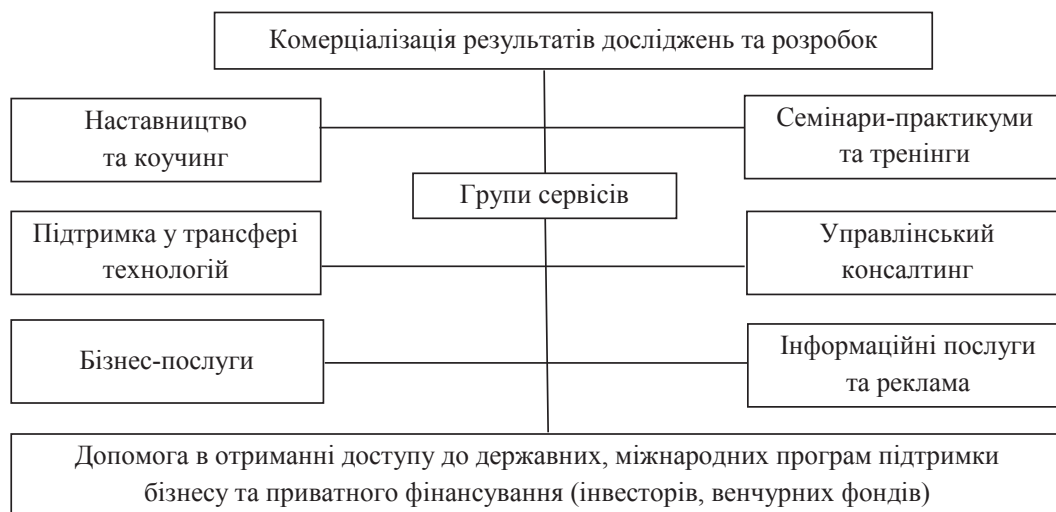 Комерціалізація результатів досліджень та розробок
Наставництво
та коучинг
Семінари-практикуми
та тренінги
Групи сервісів
Підтримка у трансфері
технологій
Управлінський
консалтинг
Бізнес-послуги
Інформаційні послуги
та реклама
Допомога в отриманні доступу до державних, міжнародних програм підтримки
бізнесу та приватного фінансування (інвесторів, венчурних фондів)